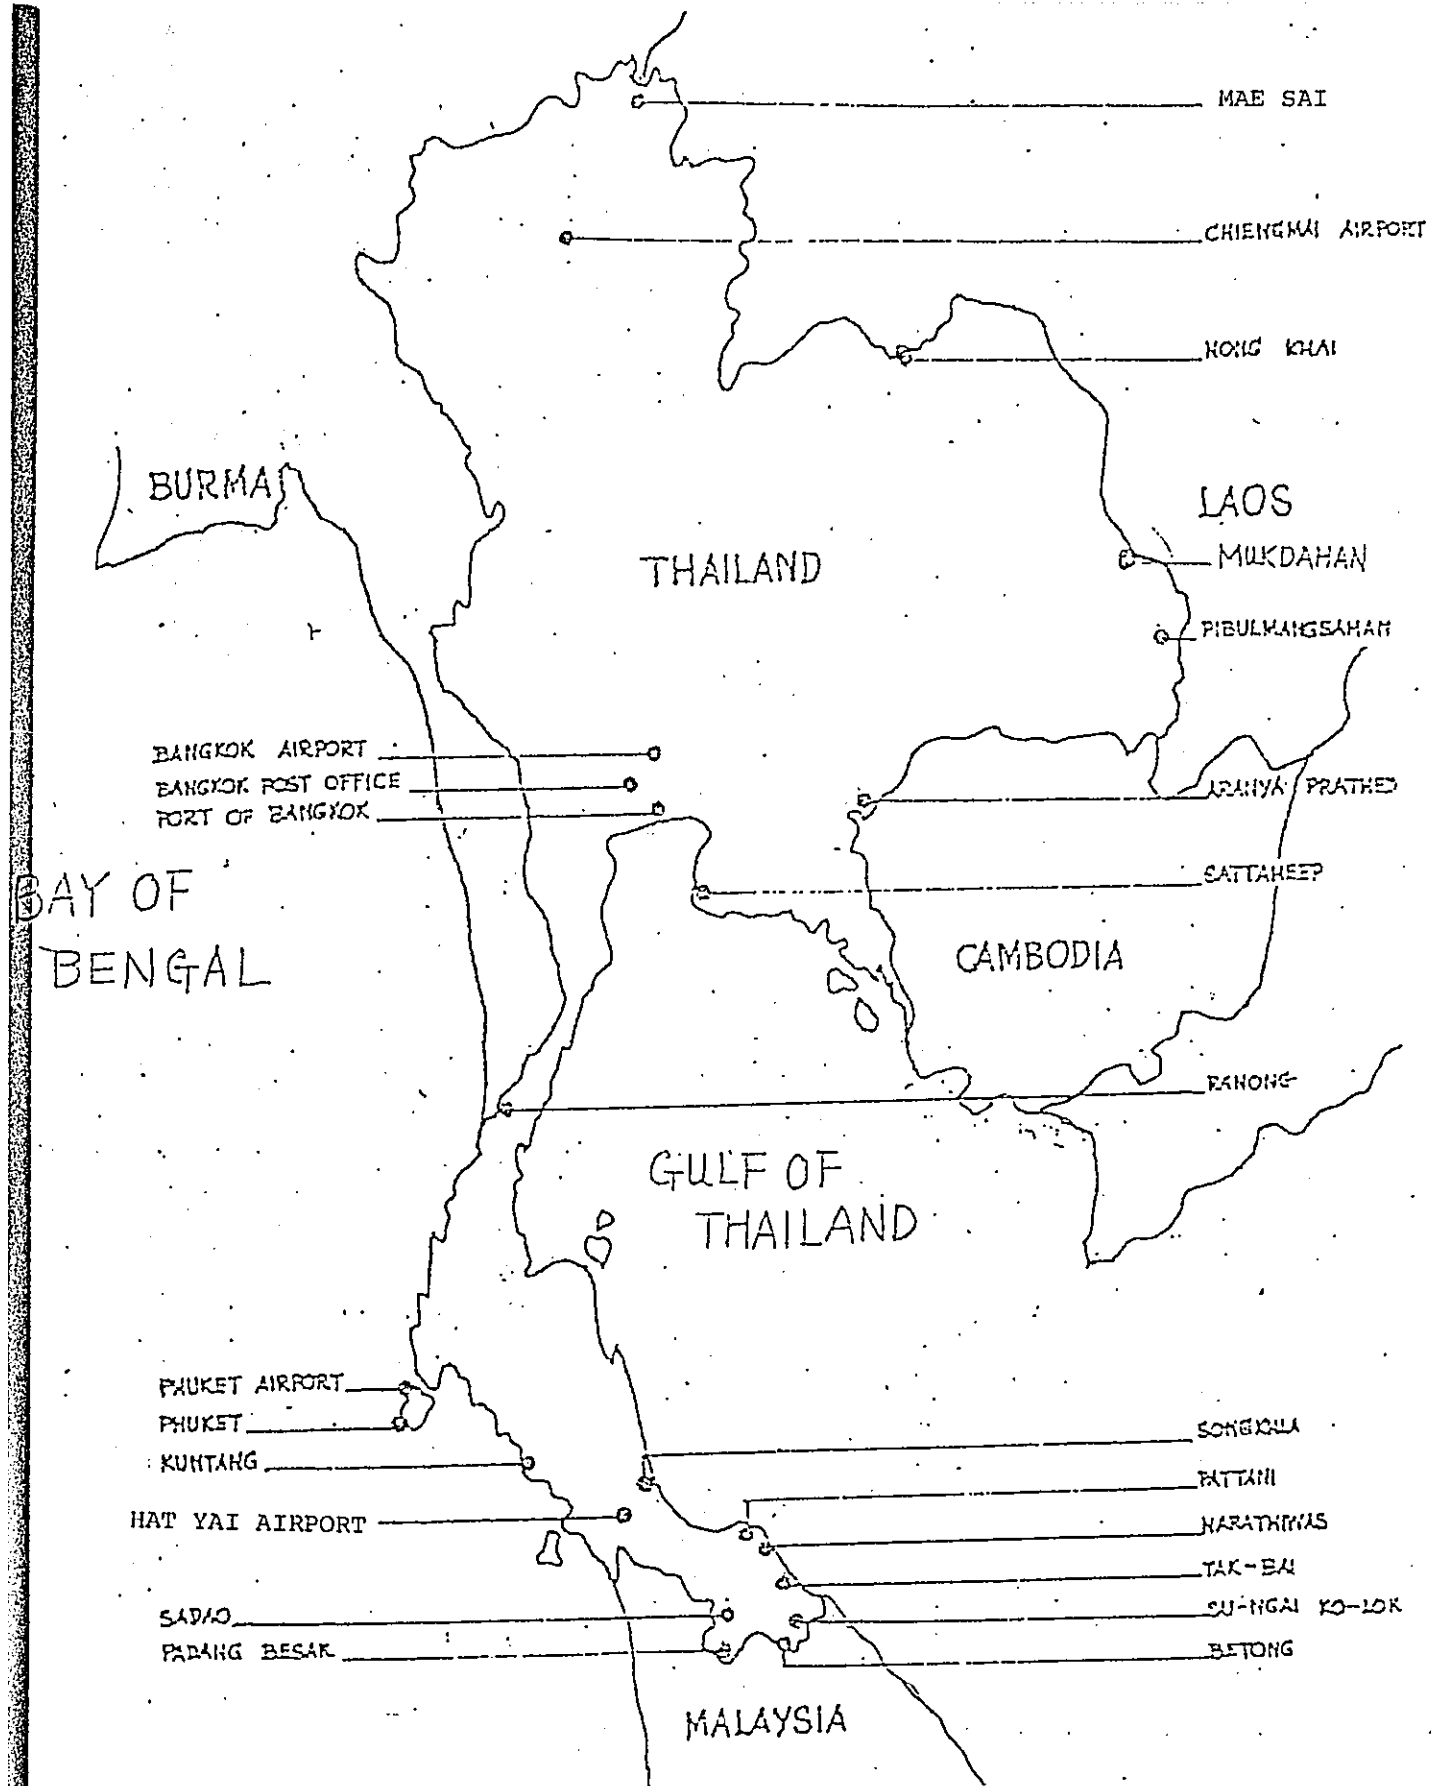 MAE SAI
CHIENGMAI AIRPORT
NONG KHAI
BURMA
LAOS
THAILAND
MUKDAHAN
PIBULMANGSAHAN
BANGKOK AIRPORT
BANGKOK POST OFFICE
PORT OF BANGKOK
ARANYA PRATHED
SATTAHEEP
BAY OF
BENGAL
CAMBODIA
RANONG
GULF OF
THAILAND
PHUKET AIRPORT
PHUKET
KUNTANG
HAT YAI AIRPORT
SONGKHLA
PATTANI
NARATHIWAS
TAK-BAI
SU-NGAI KO-LOK
BETONG
SADAO
PADANG BESAR
MALAYSIA